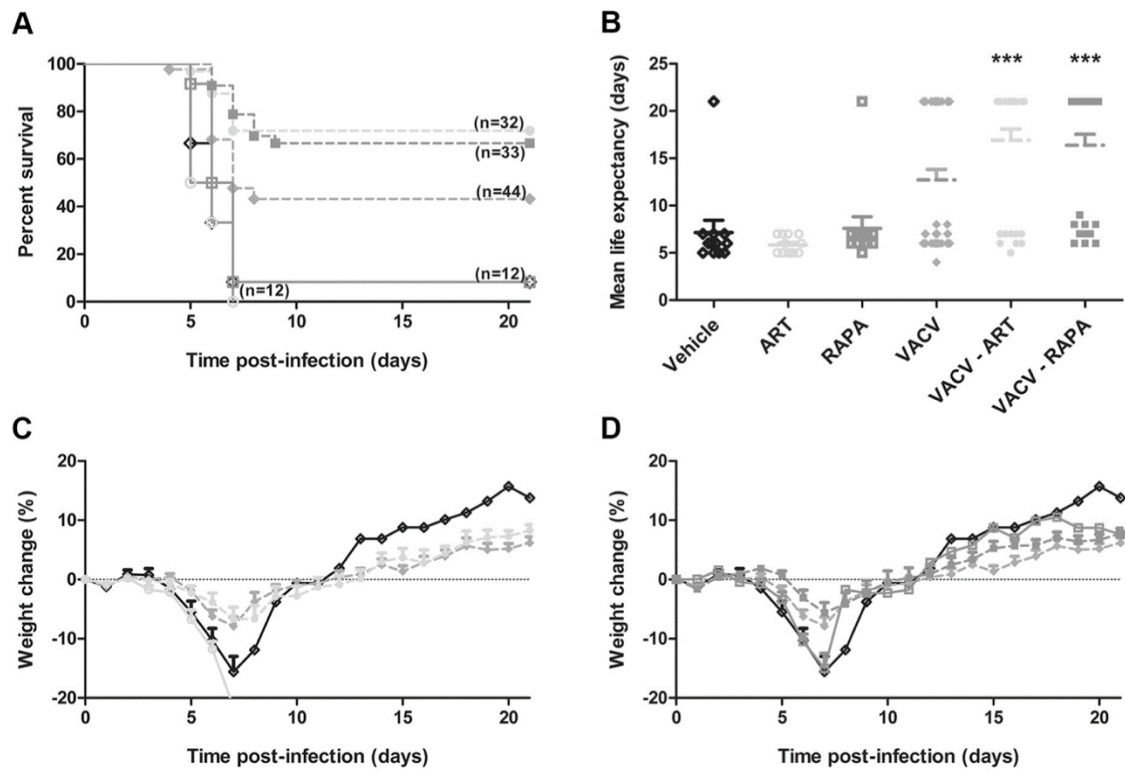 A
Percent survival
100
80
60
40
20
0
(n=32)
(n=33)
(n=44)
(n=12)
(n=12)
0 5 10 15 20
Time post-infection (days)
B
Mean life expectancy (days)
25
20
15
10
5
0
*** ***
Vehicle
ART
RAPA
VACV
VACV - ART
VACV - RAPA
C
Weight change (%)
20
10
0
-10
-20
0 5 10 15 20
Time post-infection (days)
D
Weight change (%)
20
10
0
-10
-20
0 5 10 15 20
Time post-infection (days)